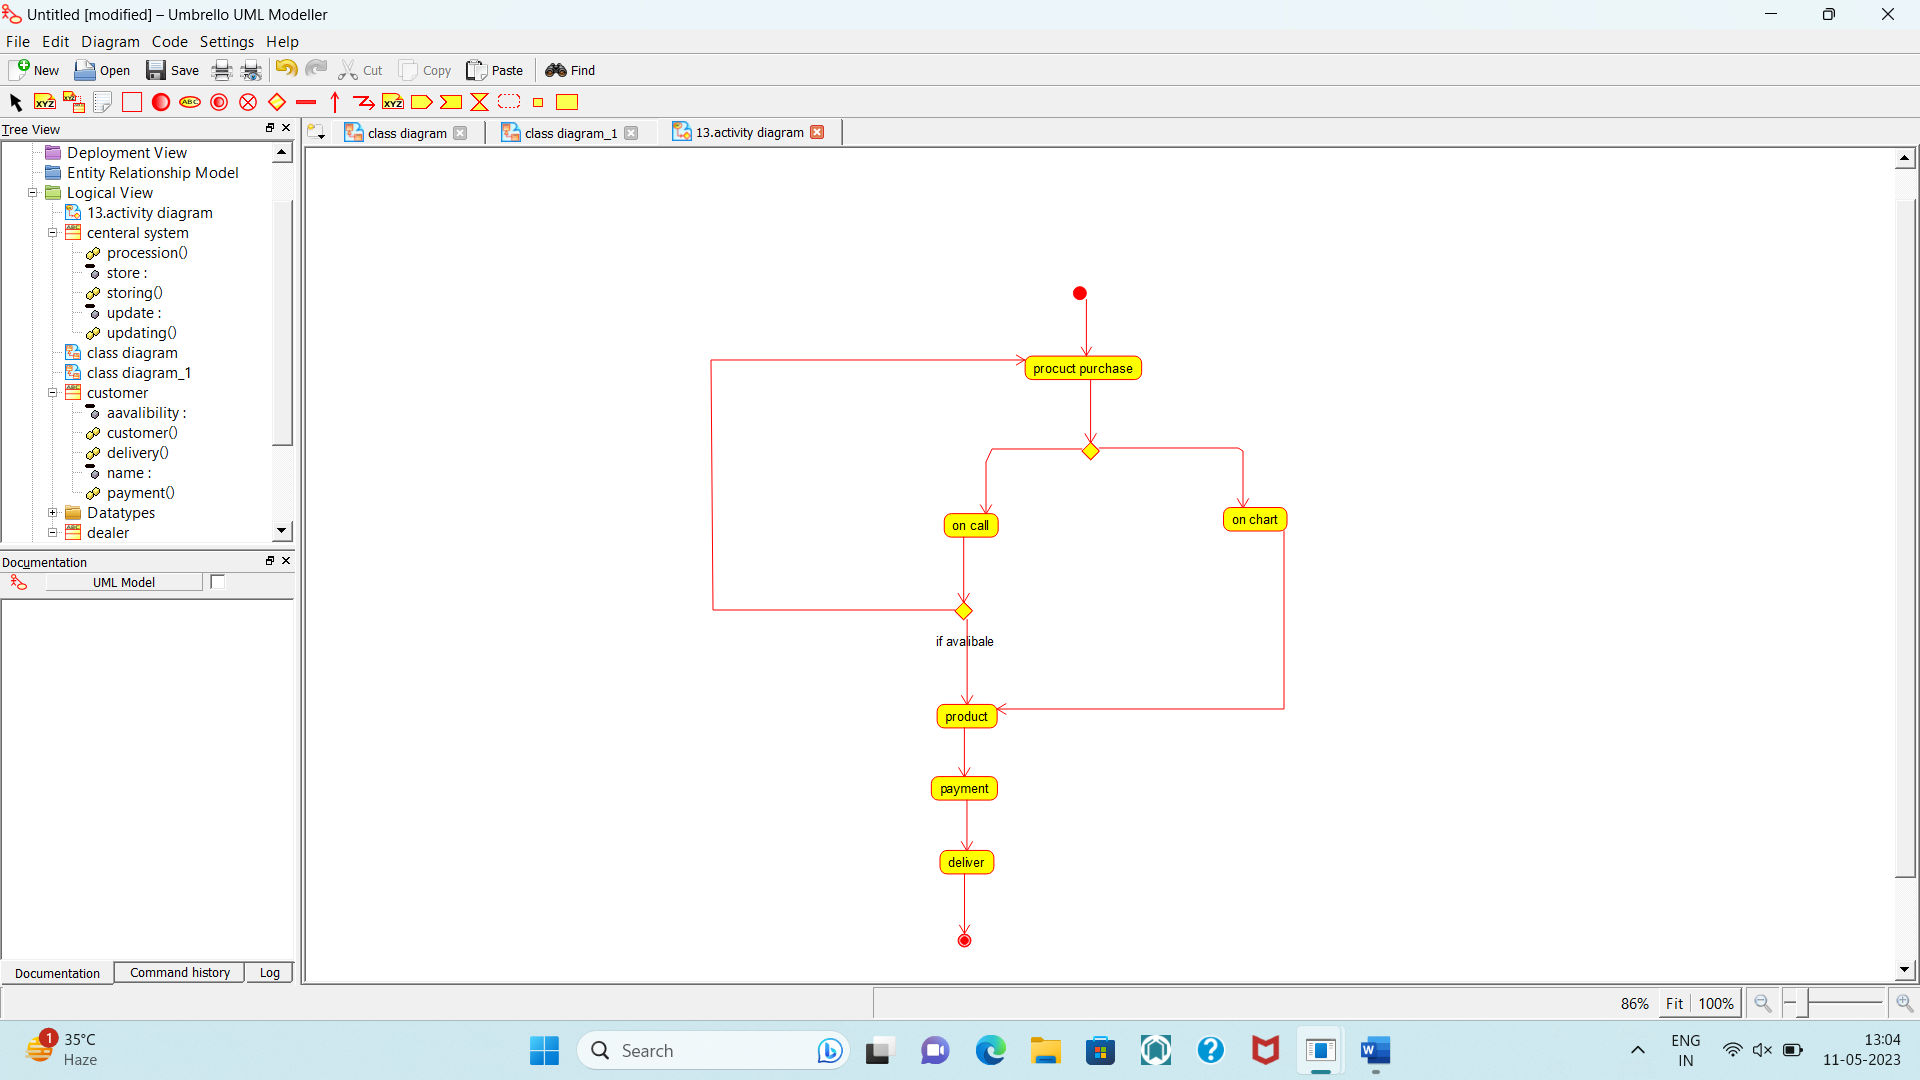 Untitled [modified] – Umbrello UML Modeller
File Edit Diagram Code Settings Help
New Open Save Cut Copy Paste Find
XYZ XYZ ABC XYZ
Tree View
class diagram class diagram_1 13.activity diagram
Deployment View
Entity Relationship Model
Logical View
13.activity diagram
centeral system
procession()
store :
storing()
update :
updating()
class diagram
class diagram_1
customer
aavalibility :
customer()
delivery()
name :
payment()
Datatypes
dealer
procuct purchase
on call
on chart
if avalibale
product
payment
deliver
Documentation
UML Model
Documentation Command history Log
86% Fit 100%
1
35°C
Haze
Search
W
ENG
IN
13:04
11-05-2023